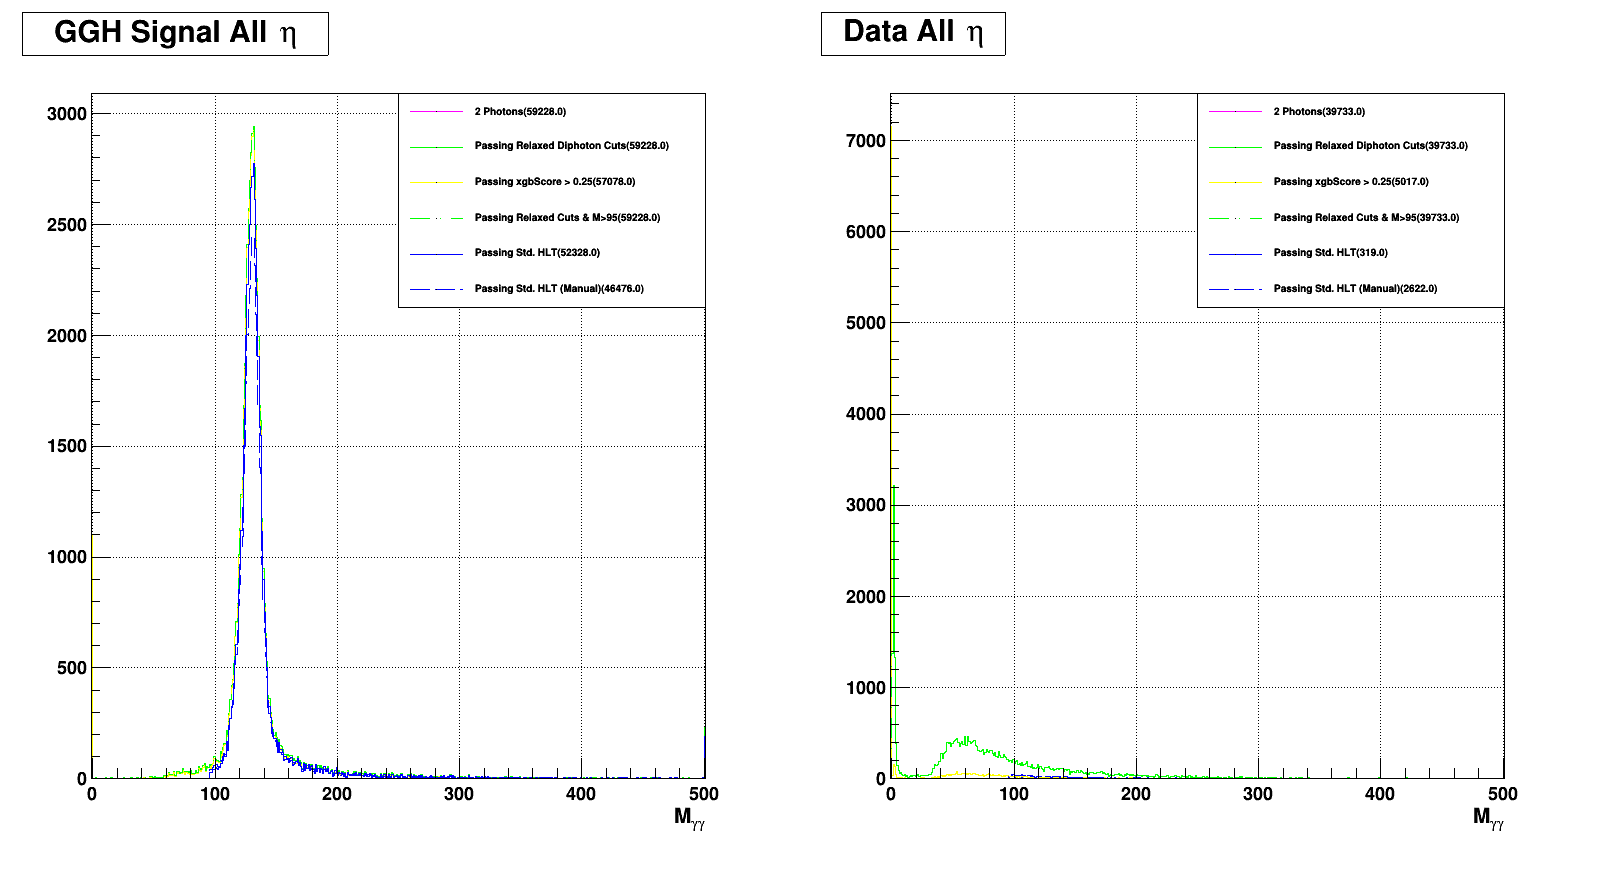 GGH Signal All η
3000
2500
2000
1500
1000
500
0
0 100 200 300 400 500
Mγγ
2 Photons(59228.0)
Passing Relaxed Diphoton Cuts(59228.0)
Passing xgbScore > 0.25(57078.0)
Passing Relaxed Cuts & M>95(59228.0)
Passing Std. HLT(52328.0)
Passing Std. HLT (Manual)(46476.0)
Data All η
7000
6000
5000
4000
3000
2000
1000
0
0 100 200 300 400 500
Mγγ
2 Photons(39733.0)
Passing Relaxed Diphoton Cuts(39733.0)
Passing xgbScore > 0.25(5017.0)
Passing Relaxed Cuts & M>95(39733.0)
Passing Std. HLT(319.0)
Passing Std. HLT (Manual)(2622.0)